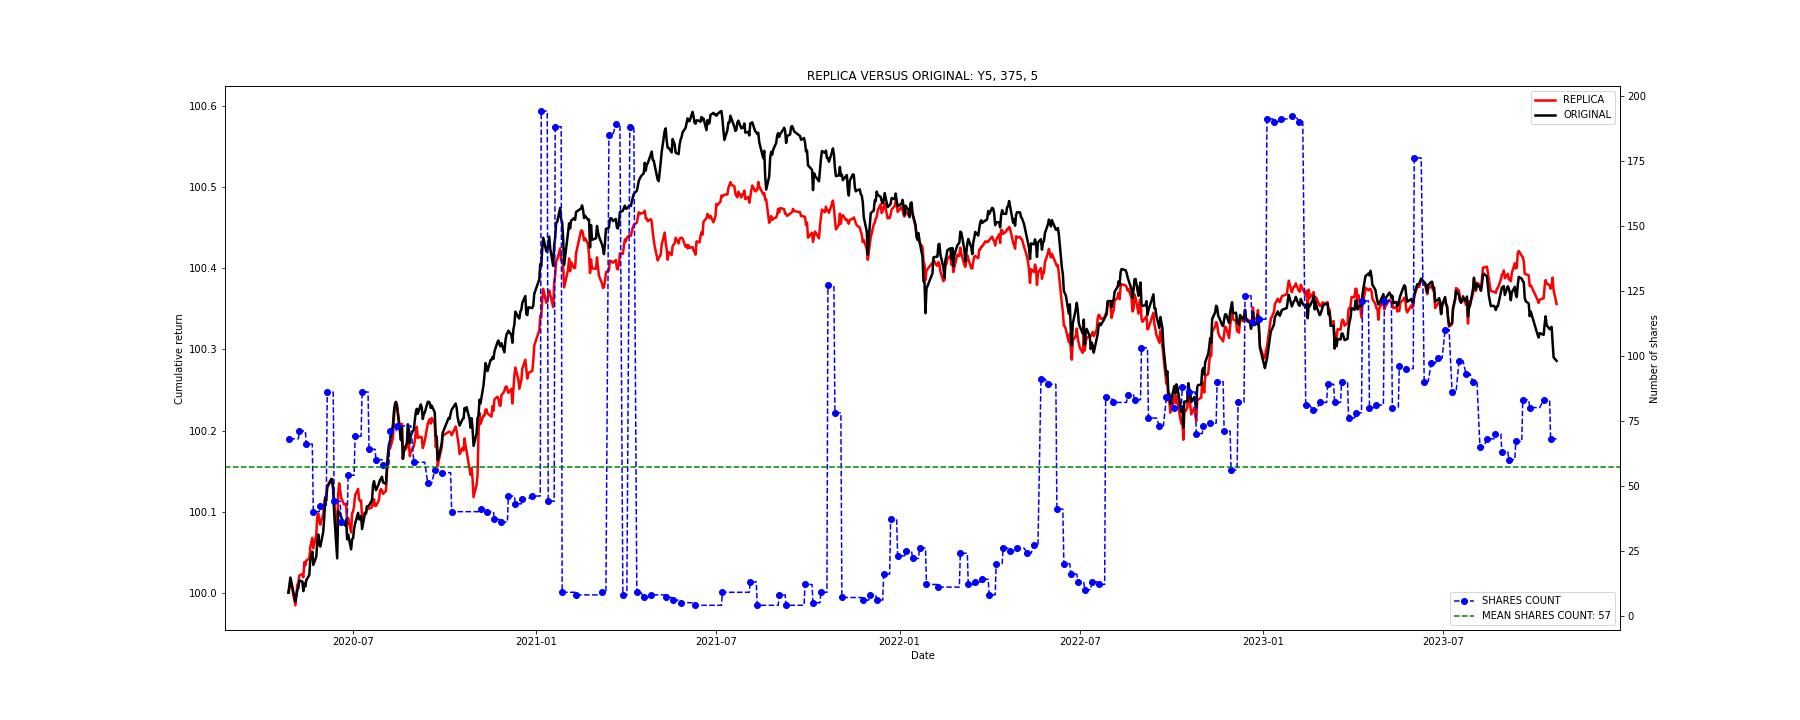 REPLICA VERSUS ORIGINAL: Y5, 375, 5
REPLICA
ORIGINAL
100.6
100.5
100.4
100.3
100.2
100.1
100.0
Cumulative return
200
175
150
125
100
75
50
25
0
Number of shares
SHARES COUNT
MEAN SHARES COUNT: 57
2020-07
2021-01
2021-07
2022-01
2022-07
2023-01
2023-07
Date